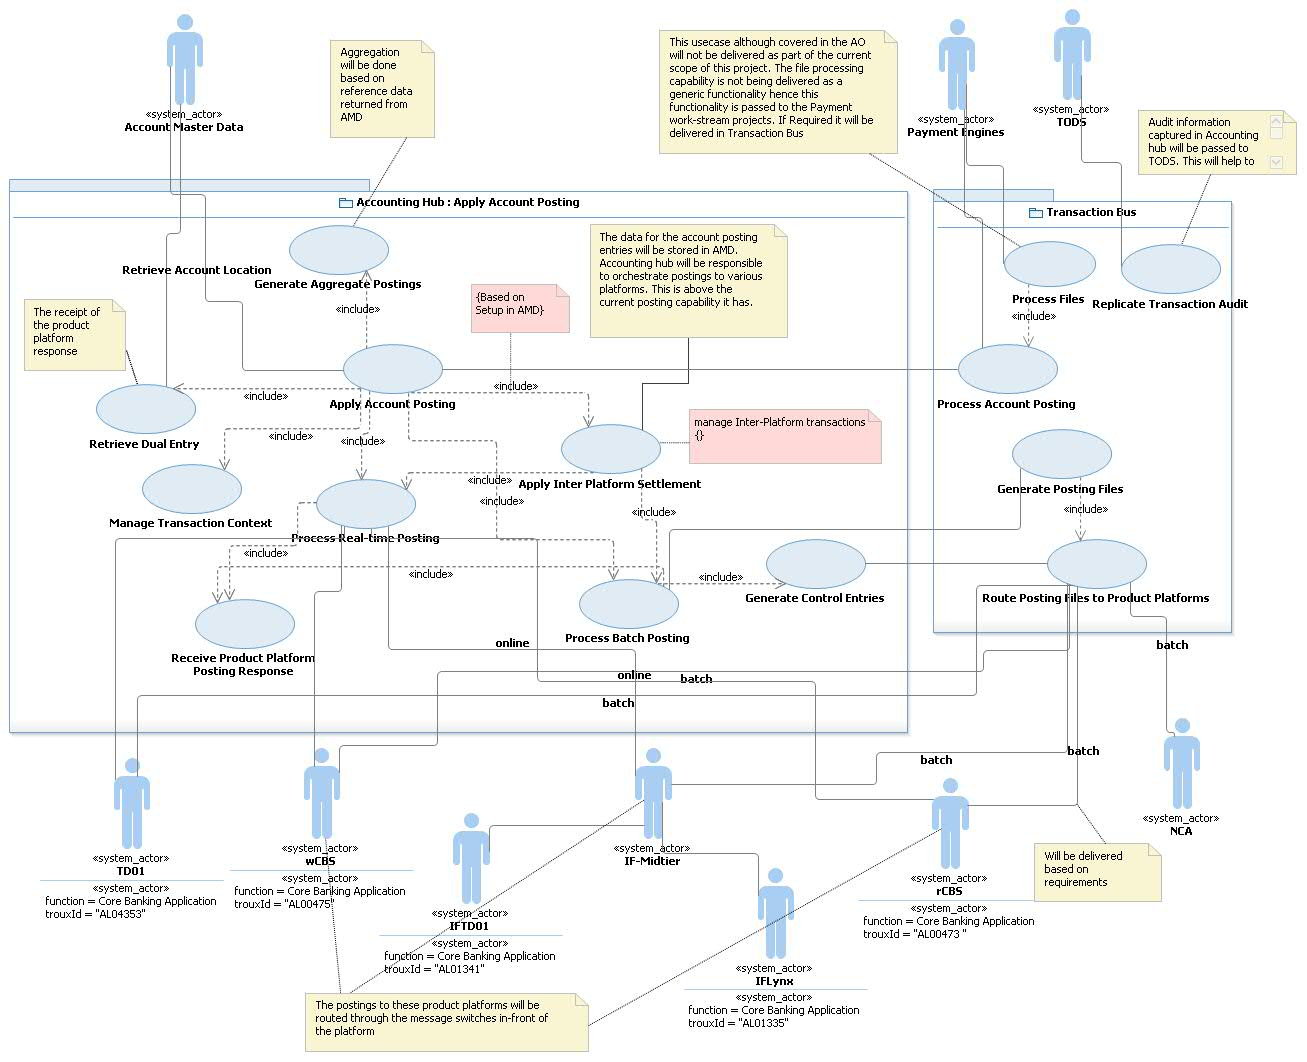 «system_actor»
Account Master Data
Aggregation
will be done
based on
reference data
returned from
AMD
This usecase although covered in the AO
will not be delivered as part of the current
scope of this project. The file processing
capability is not being delivered as a
generic functionality hence this
functionality is passed to the Payment
work-stream projects. If Required it will be
delivered in Transaction Bus
«system_actor»
Payment Engines
«system_actor»
TODS
Audit information
captured in Accounting
hub will be passed to
TODS. This will help to
Accounting Hub : Apply Account Posting
Transaction Bus
Retrieve Account Location
Generate Aggregate Postings
«include»
The receipt of
the product
platform
response
{Based on
Setup in AMD}
The data for the account posting
entries will be stored in AMD.
Accounting hub will be responsible
to orchestrate postings to various
platforms. This is above the
current posting capability it has.
Process Files
Replicate Transaction Audit
«include»
Apply Account Posting
«include»
«include»
Process Account Posting
Retrieve Dual Entry
«include»
«include»
manage Inter-Platform transactions
{}
Apply Inter Platform Settlement
«include»
«include»
«include»
Generate Posting Files
«include»
Manage Transaction Context
Process Real-time Posting
«include»
«include»
«include»
Generate Control Entries
Route Posting Files to Product Platforms
Process Batch Posting
Receive Product Platform
Posting Response
online
online
batch
batch
batch
batch
batch
«system_actor»
TD01
«system_actor»
function = Core Banking Application
trouxId = "AL04353"
«system_actor»
wCBS
«system_actor»
function = Core Banking Application
trouxId = "AL00475"
«system_actor»
IFTD01
«system_actor»
function = Core Banking Application
trouxId = "AL01341"
«system_actor»
IF-Midtier
«system_actor»
IFLynx
«system_actor»
function = Core Banking Application
trouxId = "AL01335"
«system_actor»
rCBS
«system_actor»
function = Core Banking Application
trouxId = "AL00473 "
«system_actor»
NCA
Will be delivered
based on
requirements
The postings to these product platforms will be
routed through the message switches in-front of
the platform